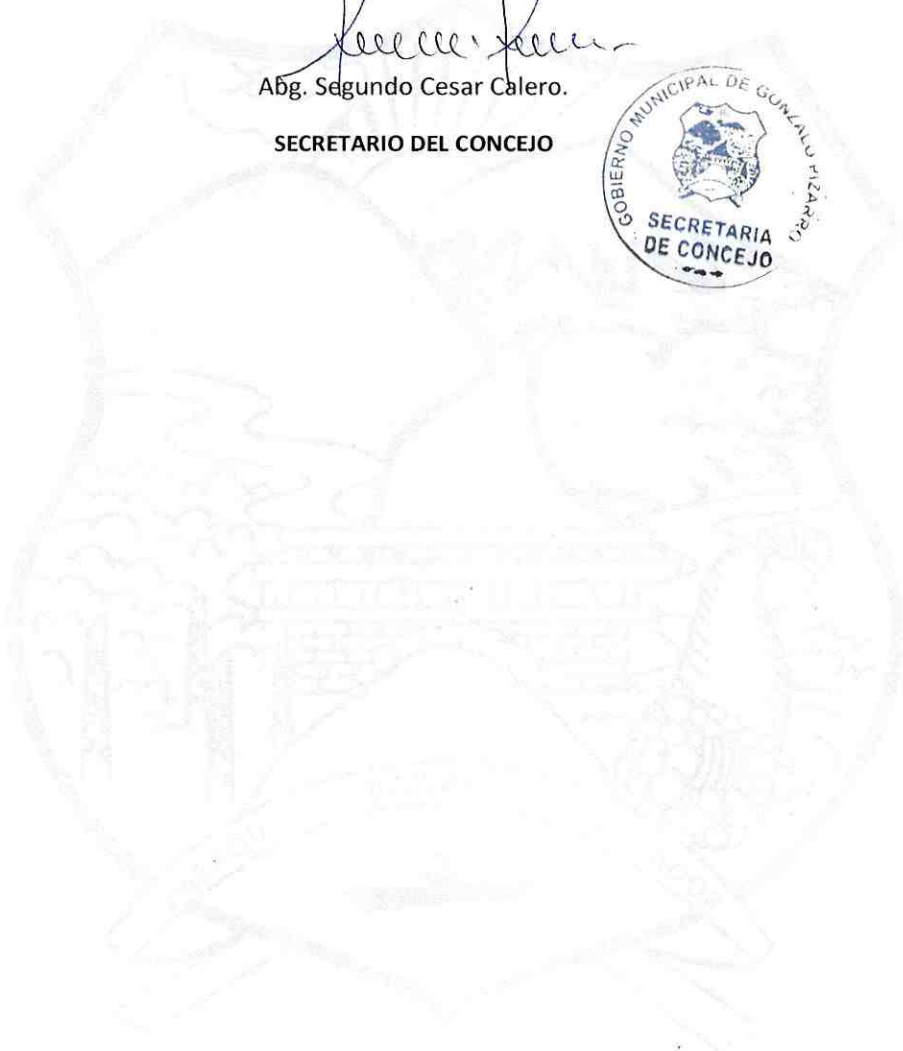 Abg. Segundo Cesar Calero.
SECRETARIO DEL CONCEJO
GOBIERNO MUNICIPAL DE GONZALO PIZARRO
SECRETARIA
DE CONCEJO